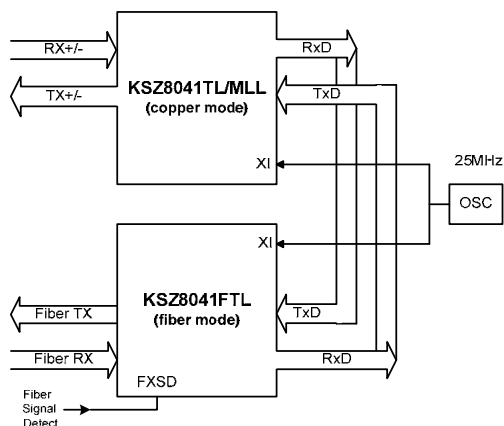 RX+/-
RxD
KSZ8041TL/MLL
(copper mode)
TX+/-
TxD
XI
25MHz
OSC
XI
KSZ8041FTL
(fiber mode)
Fiber TX
TxD
Fiber RX
RxD
FXSD
Fiber
Signal
Detect